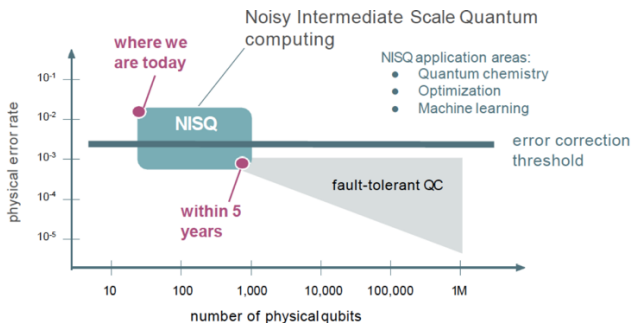 Noisy Intermediate Scale Quantum
computing
where we
are today
NISQ application areas:
● Quantum chemistry
● Optimization
● Machine learning
physical error rate
10-1
10-2
10-3
10-4
10-5
NISQ
error correction
threshold
fault-tolerant QC
within 5
years
10
100
1,000
10,000
100,000
1M
number of physical qubits